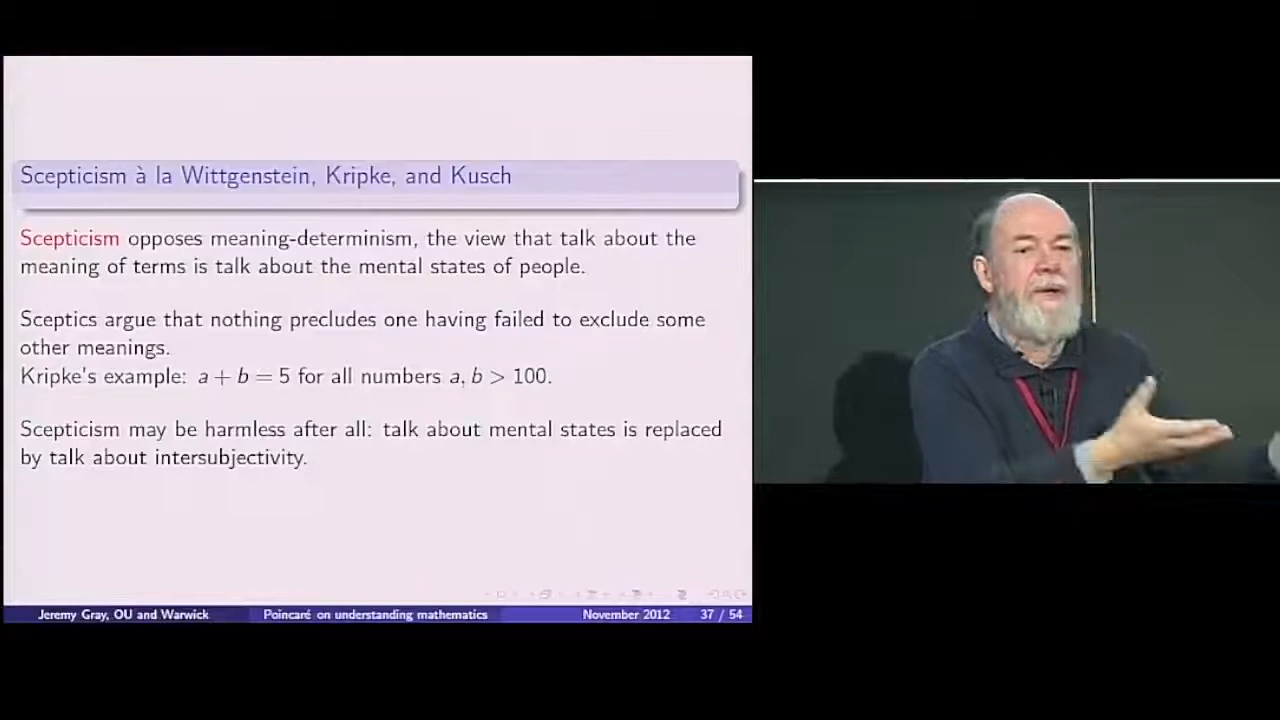 Scepticism à la Wittgenstein, Kripke, and Kusch
Scepticism opposes meaning-determinism, the view that talk about the
meaning of terms is talk about the mental states of people.
Sceptics argue that nothing precludes one having failed to exclude some
other meanings.
Kripke's example: a + b = 5 for all numbers a, b > 100.
Scepticism may be harmless after all: talk about mental states is replaced
by talk about intersubjectivity.
Jeremy Gray, OU and Warwick Poincaré on understanding mathematics November 2012 37 / 54